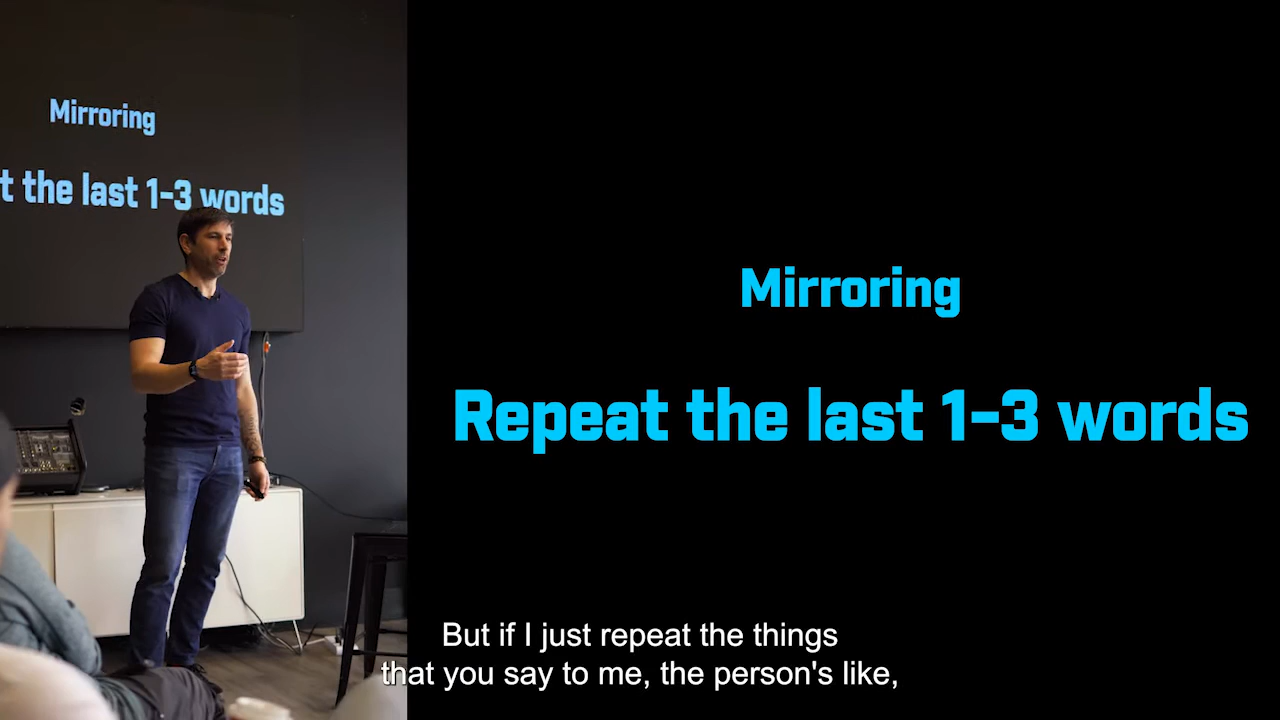 Mirroring
t the last 1-3 words
Mirroring
Repeat the last 1-3 words
But if I just repeat the things
that you say to me, the person's like,